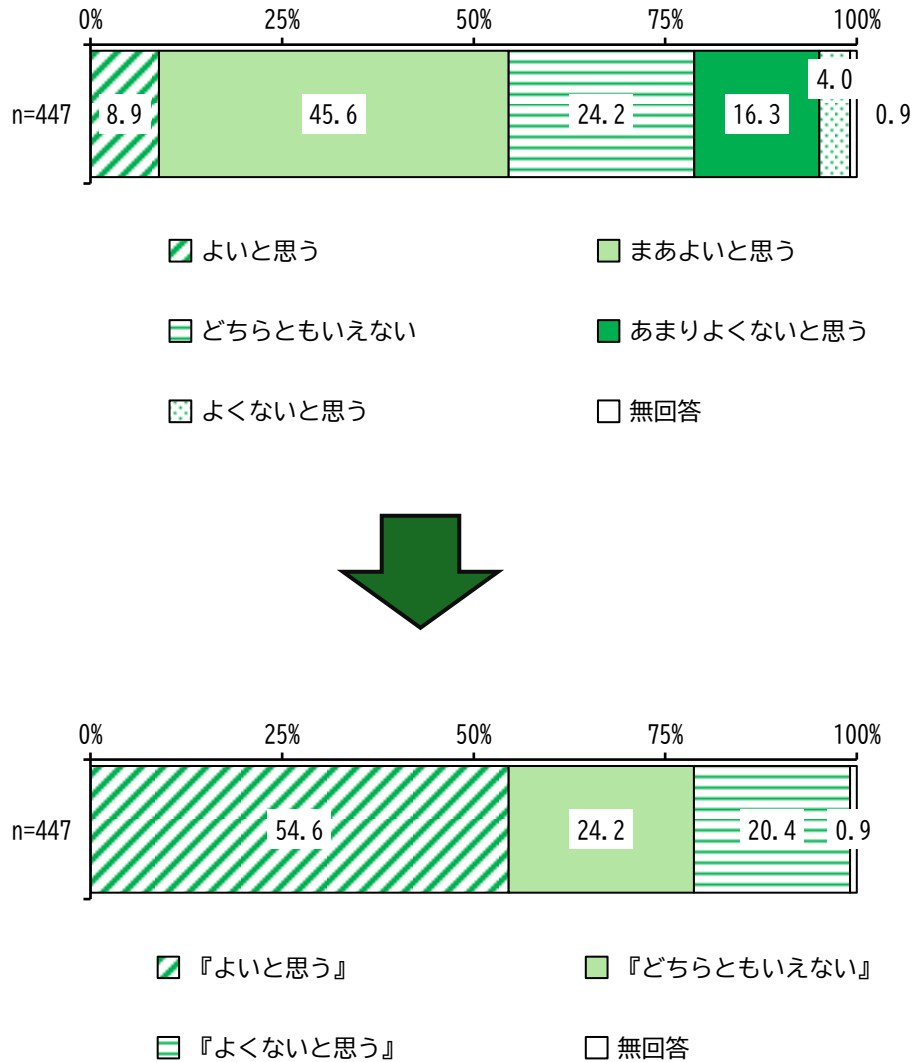 0% 25% 50% 75% 100%
n=447 8.9 45.6 24.2 16.3 4.0 0.9
よいと思う まあよいと思う
どちらともいえない あまりよくないと思う
よくないと思う 無回答
0% 25% 50% 75% 100%
n=447 54.6 24.2 20.4 0.9
『よいと思う』 『どちらともいえない』
『よくないと思う』 無回答